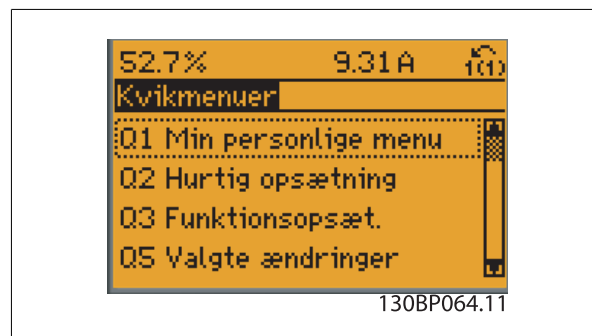 52.7% 9.31 A 1(1)
Kvikmenuer
Q1 Min personlige menu
Q2 Hurtig opsætning
Q3 Funktionsopsæt.
Q5 Valgte ændringer
130BP064.11